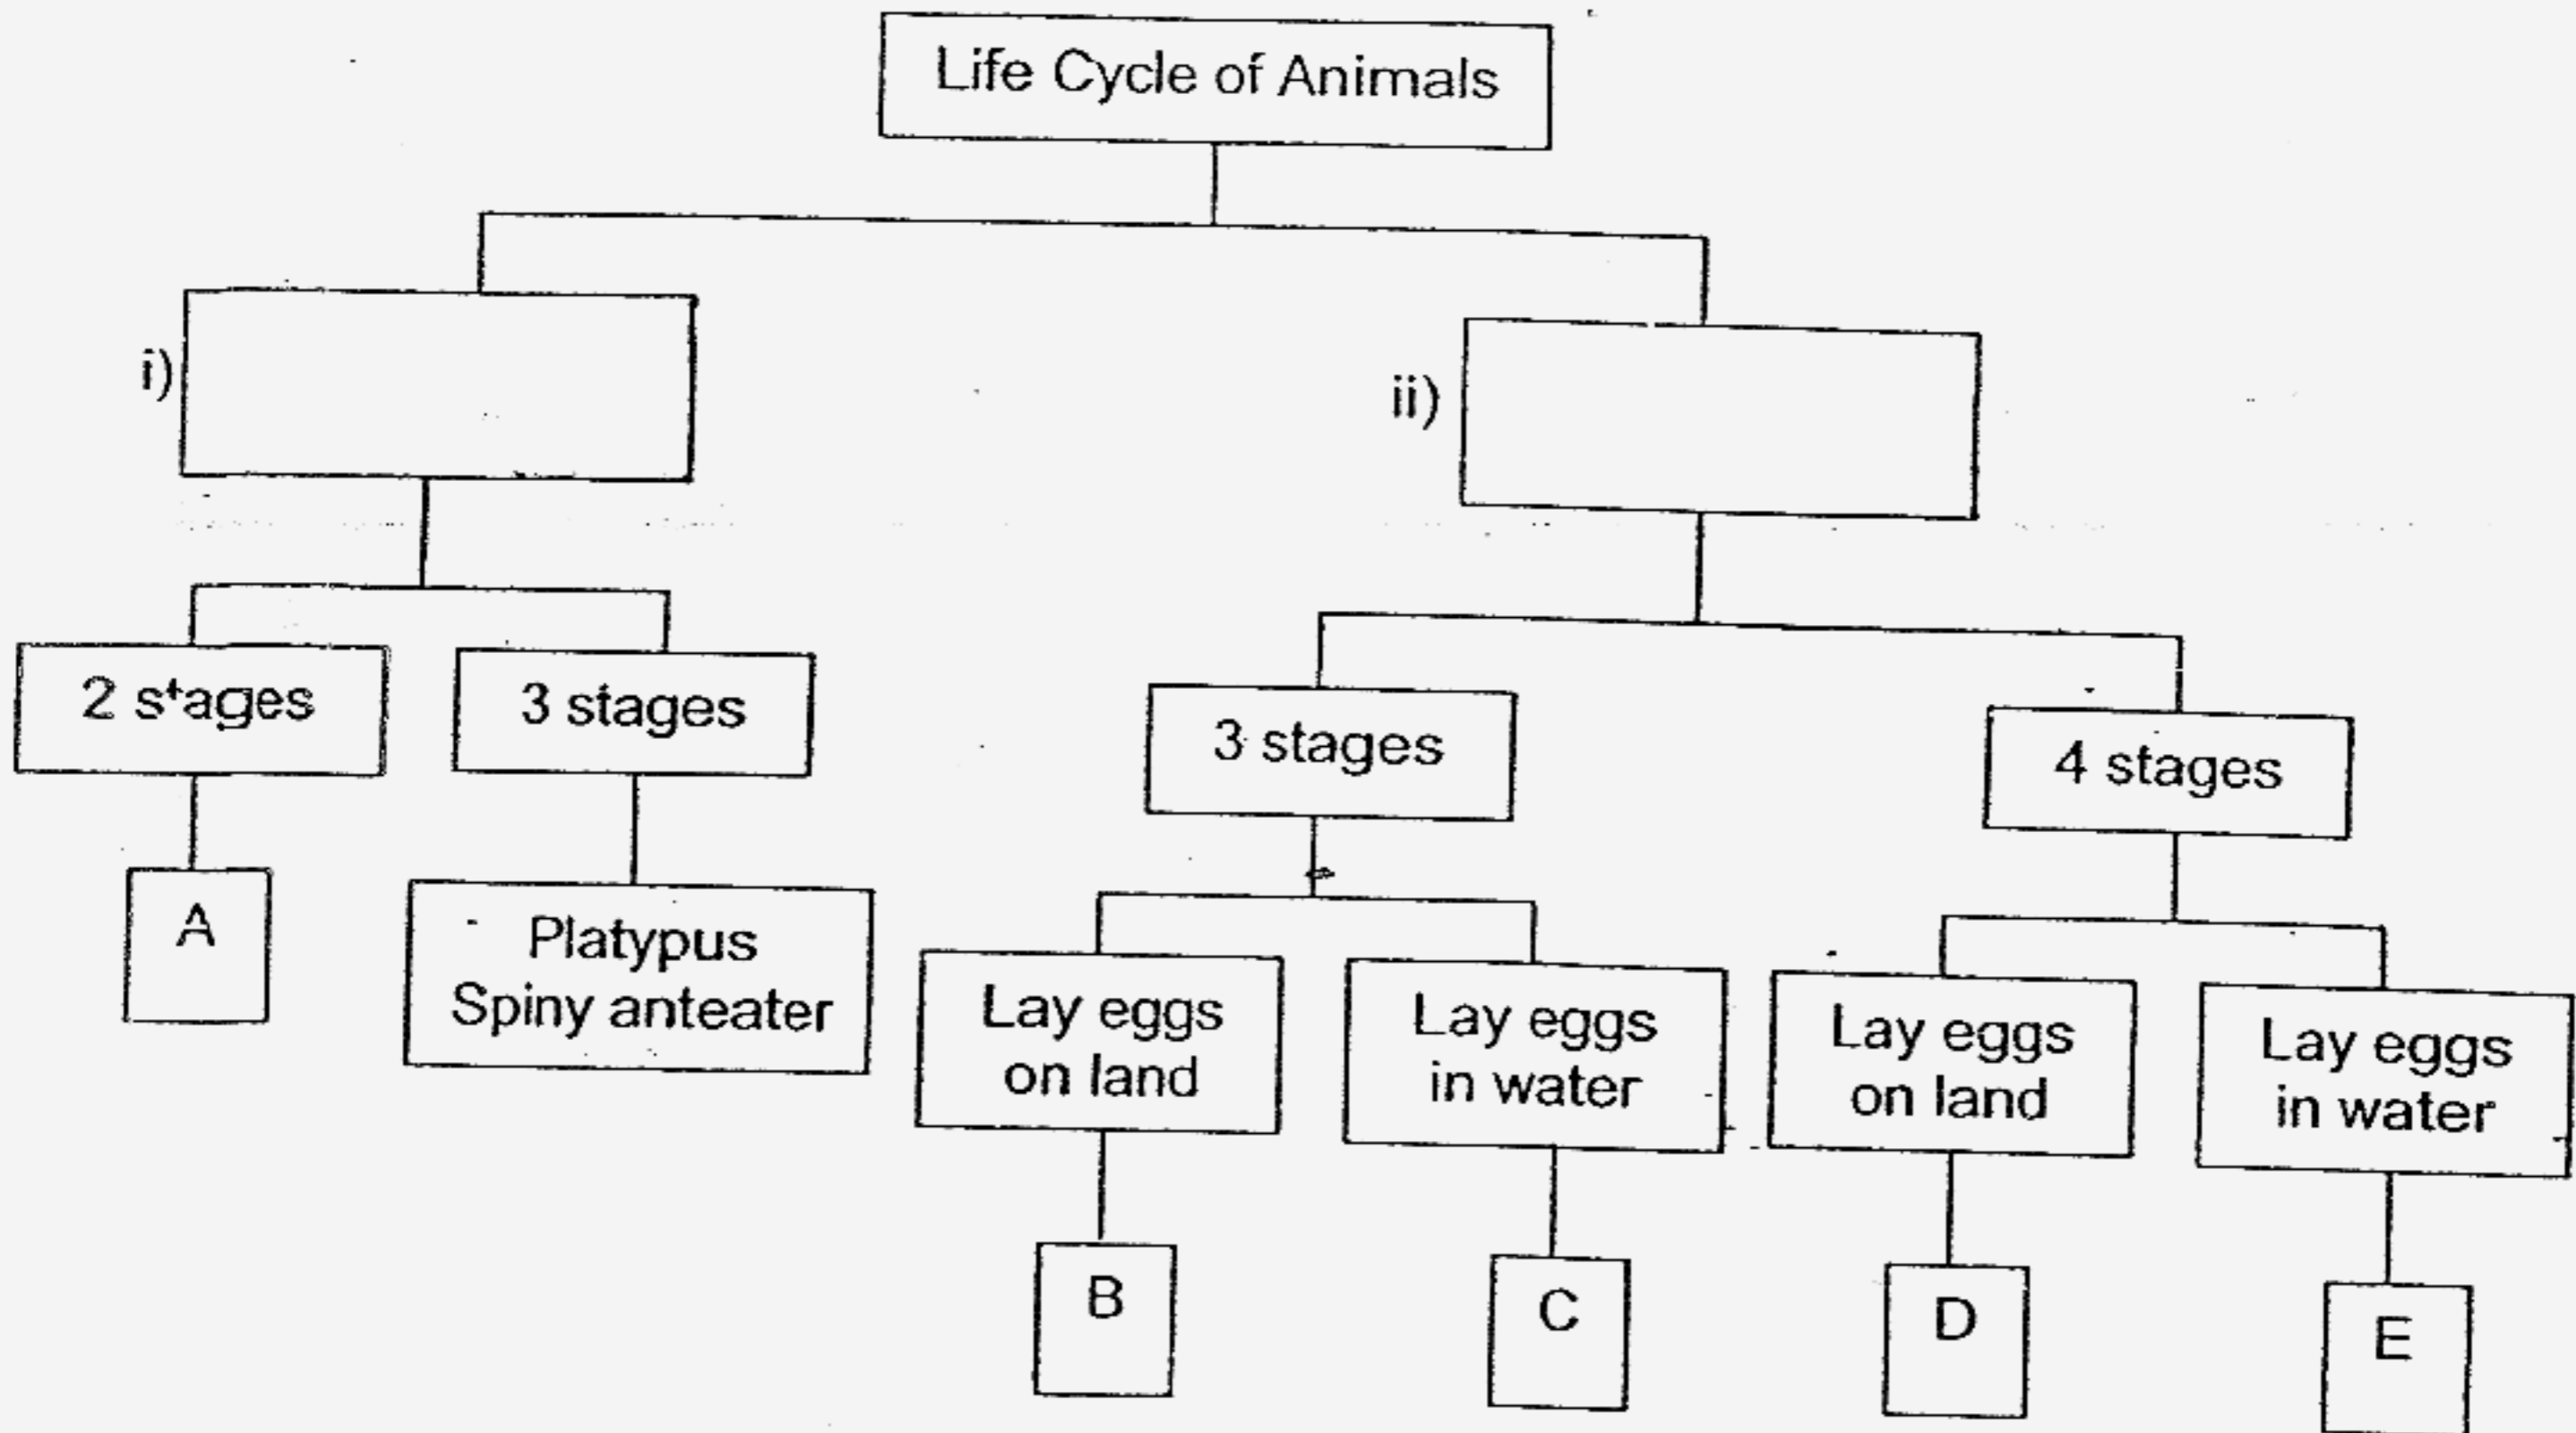 Life Cycle of Animals
i)
ii)
2 stages
3 stages
3 stages
4 stages
A
Platypus
Spiny anteater
Lay eggs
on land
Lay eggs
in water
Lay eggs
on land
Lay eggs
in water
B
C
D
E